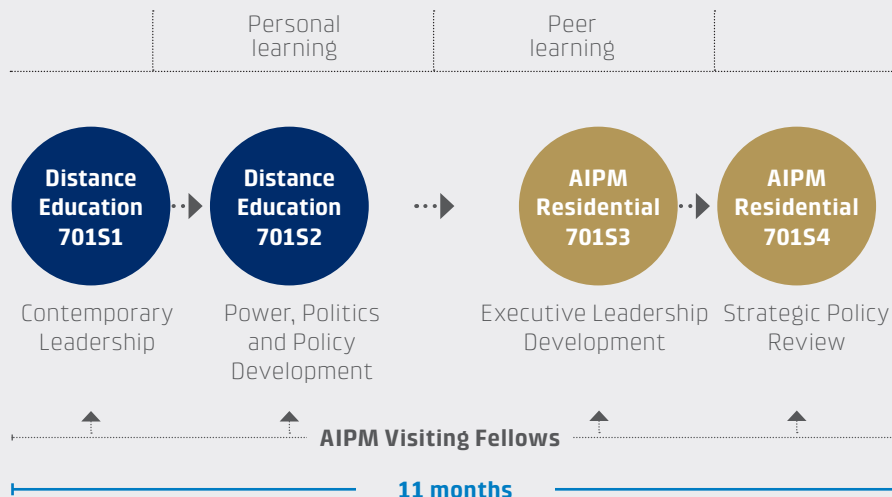 Personal
learning
Peer
learning
Distance
Education
701S1
Distance
Education
701S2
AIPM
Residential
701S3
AIPM
Residential
701S4
Contemporary
Leadership
Power, Politics
and Policy
Development
Executive Leadership
Development
Strategic Policy
Review
AIPM Visiting Fellows
11 months